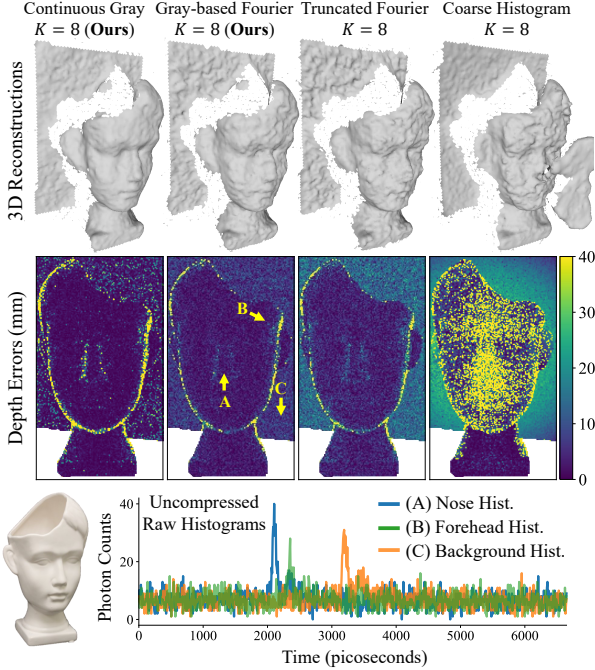 Continuous Gray Gray-based Fourier Truncated Fourier Coarse Histogram
K = 8 (Ours) K = 8 (Ours) K = 8 K = 8
3D Reconstructions
Depth Errors (mm)
B
A
C
40
30
20
10
0
Uncompressed
Raw Histograms
(A) Nose Hist.
(B) Forehead Hist.
(C) Background Hist.
Photon Counts
40
20
0
0 1000 2000 3000 4000 5000 6000
Time (picoseconds)